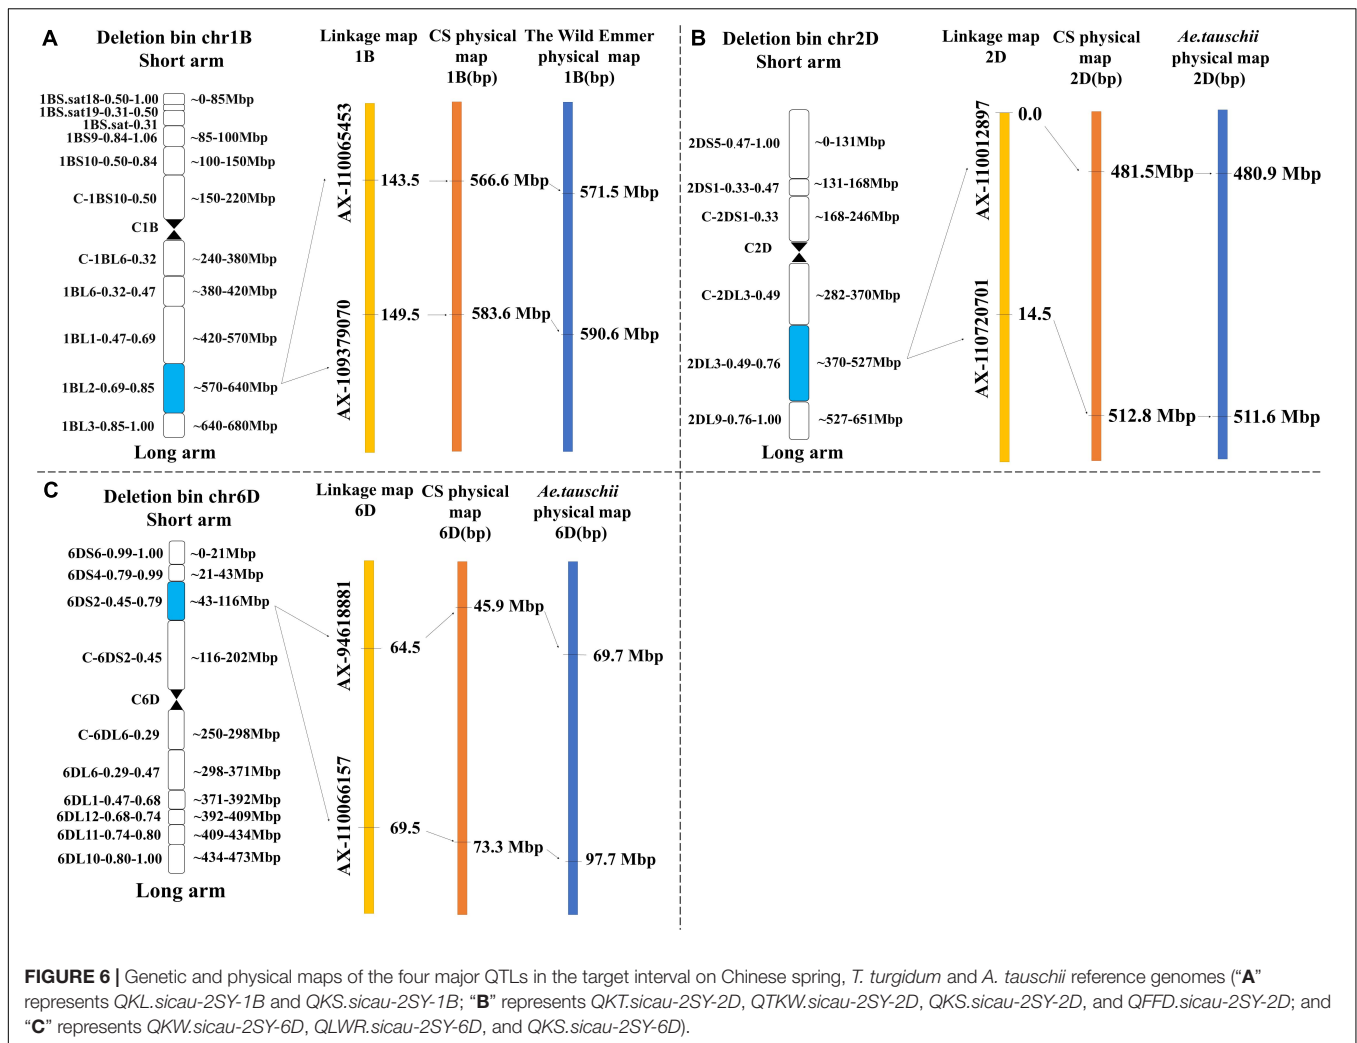 A
Deletion bin chr1B
Short arm
1BS.sat18-0.50-1.00
~0-85Mbp
1BS.sat19-0.31-0.50
1BS.sat-0.31
1BS9-0.84-1.06
~85-100Mbp
1BS10-0.50-0.84
~100-150Mbp
C-1BS10-0.50
~150-220Mbp
C1B
C-1BL6-0.32
~240-380Mbp
1BL6-0.32-0.47
~380-420Mbp
1BL1-0.47-0.69
~420-570Mbp
1BL2-0.69-0.85
~570-640Mbp
1BL3-0.85-1.00
~640-680Mbp
Long arm
Linkage map
1B
AX-110065453
143.5
AX-109379070
149.5
CS physical
map
1B(bp)
566.6 Mbp
583.6 Mbp
The Wild Emmer
physical map
1B(bp)
571.5 Mbp
590.6 Mbp
B
Deletion bin chr2D
Short arm
2DS5-0.47-1.00
~0-131Mbp
2DS1-0.33-0.47
~131-168Mbp
C-2DS1-0.33
~168-246Mbp
C2D
C-2DL3-0.49
~282-370Mbp
2DL3-0.49-0.76
~370-527Mbp
2DL9-0.76-1.00
~527-651Mbp
Long arm
Linkage map
2D
AX-110012897
0.0
AX-110720701
14.5
CS physical
map
2D(bp)
481.5Mbp
512.8 Mbp
Ae.tauschii
physical map
2D(bp)
480.9 Mbp
511.6 Mbp
C
Deletion bin chr6D
Short arm
6DS6-0.99-1.00
~0-21Mbp
6DS4-0.79-0.99
~21-43Mbp
6DS2-0.45-0.79
~43-116Mbp
C-6DS2-0.45
~116-202Mbp
C6D
C-6DL6-0.29
~250-298Mbp
6DL6-0.29-0.47
~298-371Mbp
6DL1-0.47-0.68
~371-392Mbp
6DL12-0.68-0.74
~392-409Mbp
6DL11-0.74-0.80
~409-434Mbp
6DL10-0.80-1.00
~434-473Mbp
Long arm
Linkage map
6D
AX-94618881
64.5
AX-110066157
69.5
CS physical
map
6D(bp)
45.9 Mbp
73.3 Mbp
Ae.tauschii
physical map
6D(bp)
69.7 Mbp
97.7 Mbp
FIGURE 6 | Genetic and physical maps of the four major QTLs in the target interval on Chinese spring, T. turgidum and A. tauschii reference genomes ("A"
represents QKL.sicau-2SY-1B and QKS.sicau-2SY-1B; "B" represents QKT.sicau-2SY-2D, QTKW.sicau-2SY-2D, QKS.sicau-2SY-2D, and QFFD.sicau-2SY-2D; and
"C" represents QKW.sicau-2SY-6D, QLWR.sicau-2SY-6D, and QKS.sicau-2SY-6D).